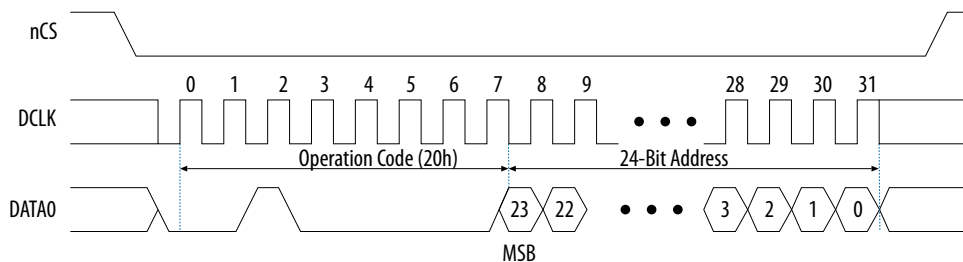 nCS
0 1 2 3 4 5 6 7 8 9 28 29 30 31
DCLK
Operation Code (20h) 24-Bit Address
DATA0 23 22 3 2 1 0
MSB